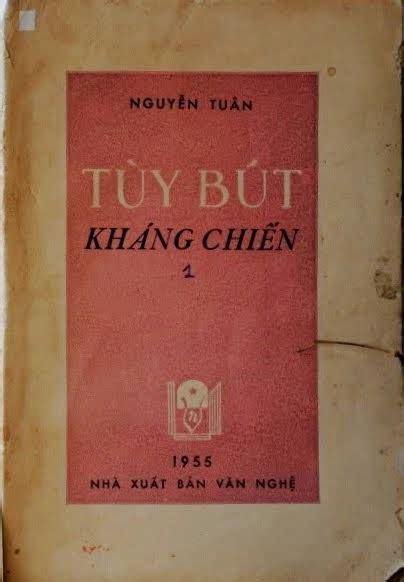 NGUYỄN TUÂN
TÙY BÚT
KHÁNG CHIẾN
1
1955
NHÀ XUẤT BẢN VĂN NGHỆ